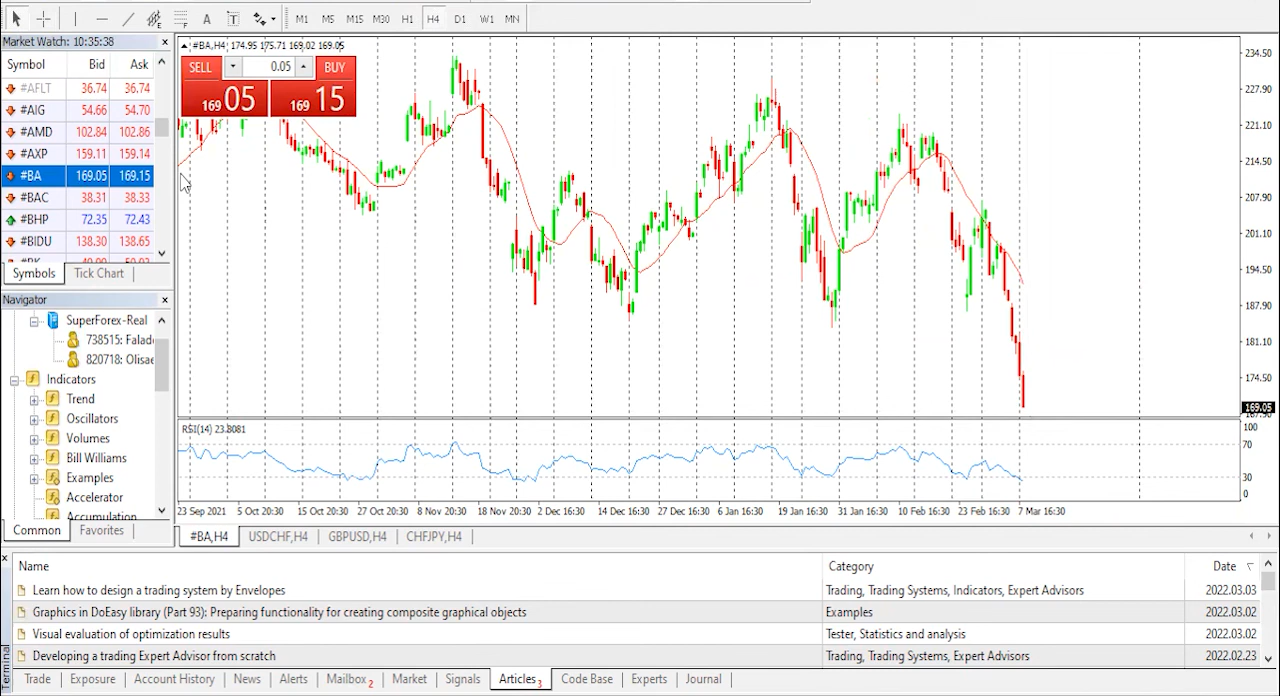 A T M1 M5 M15 M30 H1 H4 D1 W1 MN
Market Watch: 10:35:38
Symbol Bid Ask
#AFLT 36.74 36.74
#AIG 54.66 54.70
#AMD 102.84 102.86
#AXP 159.11 159.14
#BA 169.05 169.15
#BAC 38.31 38.33
#BHP 72.35 72.43
#BIDU 138.30 138.65
Symbols Tick Chart
Navigator
SuperForex-Real
738515: Falad
820718: Olisae
Indicators
Trend
Oscillators
Volumes
Bill Williams
Examples
Accelerator
Accumulation
Common Favorites
#BA,H4 174.95 175.71 169.02 169.05
SELL 0.05 BUY
169 05 169 15
234.50
227.90
221.10
214.50
207.90
201.10
194.50
187.90
181.10
174.50
169.05
RSI(14) 23.8081
100
70
30
0
23 Sep 2021 5 Oct 20:30 15 Oct 20:30 27 Oct 20:30 8 Nov 20:30 18 Nov 20:30 2 Dec 16:30 14 Dec 16:30 27 Dec 16:30 6 Jan 16:30 19 Jan 16:30 31 Jan 16:30 10 Feb 16:30 23 Feb 16:30 7 Mar 16:30
#BA,H4 USDCHF,H4 GBPUSD,H4 CHFJPY,H4
Name Category Date
Learn how to design a trading system by Envelopes Trading, Trading Systems, Indicators, Expert Advisors 2022.03.03
Graphics in DoEasy library (Part 93): Preparing functionality for creating composite graphical objects Examples 2022.03.02
Visual evaluation of optimization results Tester, Statistics and analysis 2022.03.02
Developing a trading Expert Advisor from scratch Trading, Trading Systems, Expert Advisors 2022.02.23
Terminal
Trade Exposure Account History News Alerts Mailbox 2 Market Signals Articles 3 Code Base Experts Journal